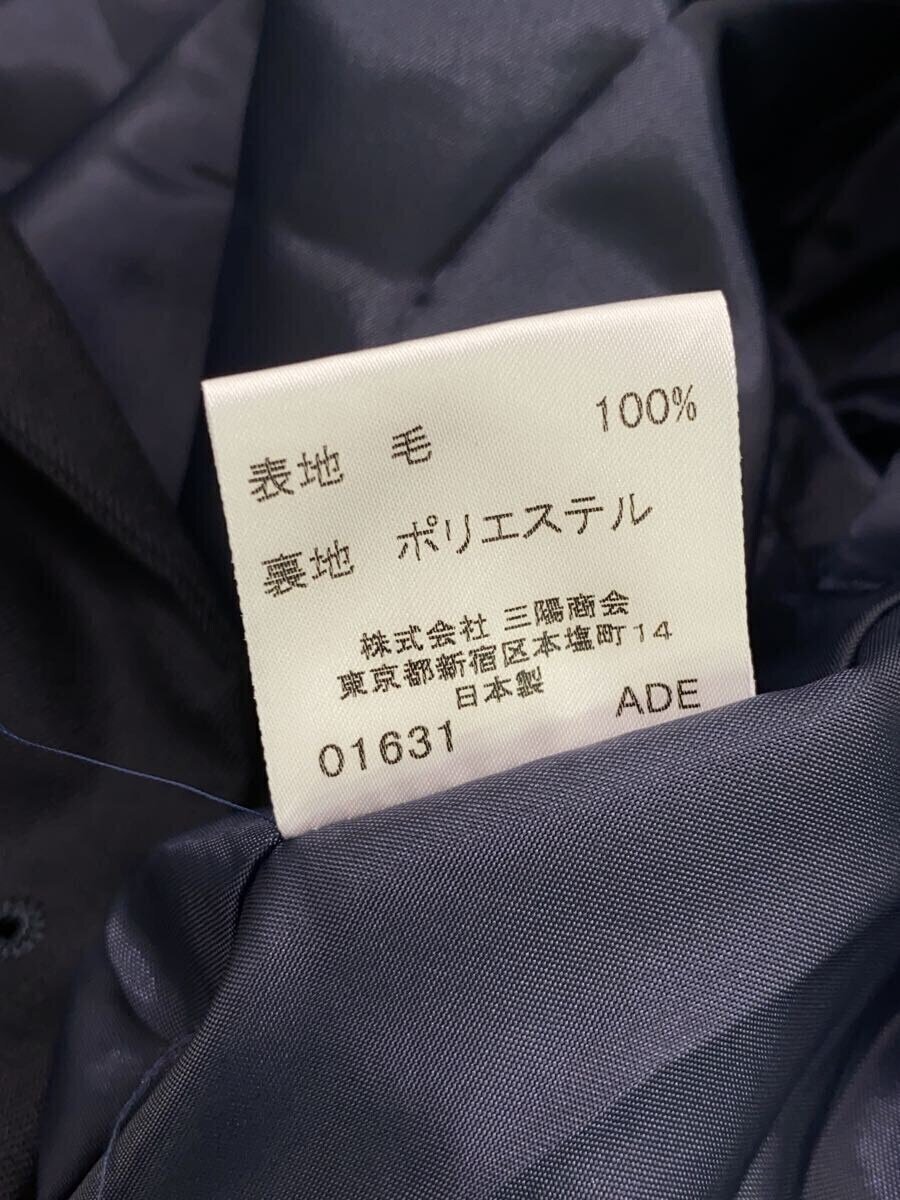 表地 毛 100%
裏地 ポリエステル
株式会社 三陽商会
東京都新宿区本塩町14
日本製
01631 ADE